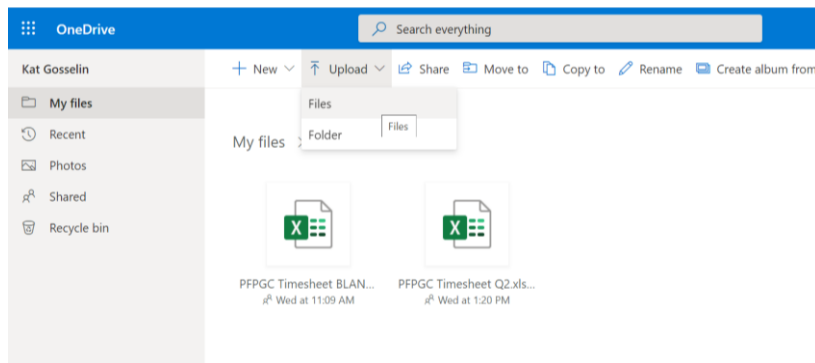 OneDrive
Search everything
Kat Gosselin
New Upload Share Move to Copy to Rename Create album from
My files
Recent
Photos
Shared
Recycle bin
Files
Folder
Files
My files
X
X
PFPGC Timesheet BLAN...
Wed at 11:09 AM
PFPGC Timesheet Q2.xls...
Wed at 1:20 PM